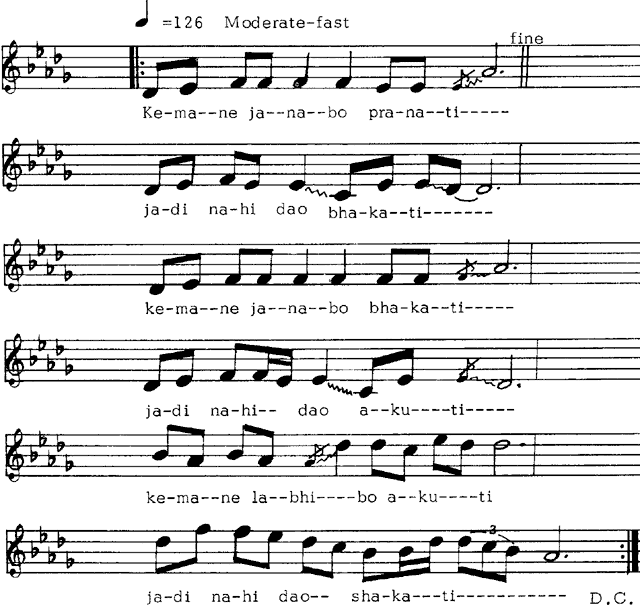 =126 Moderate-fast
fine
Ke-ma--ne ja--na--bo pra-na--ti-----
ja-di na-hi dao bha-ka--ti-------
ke-ma--ne ja--na--bo bha-ka--ti-----
ja-di na-hi-- dao a--ku----ti-----
ke-ma--ne la--bhi----bo a--ku----ti
3
ja-di na-hi dao-- sha-ka---ti-----------
D.C.